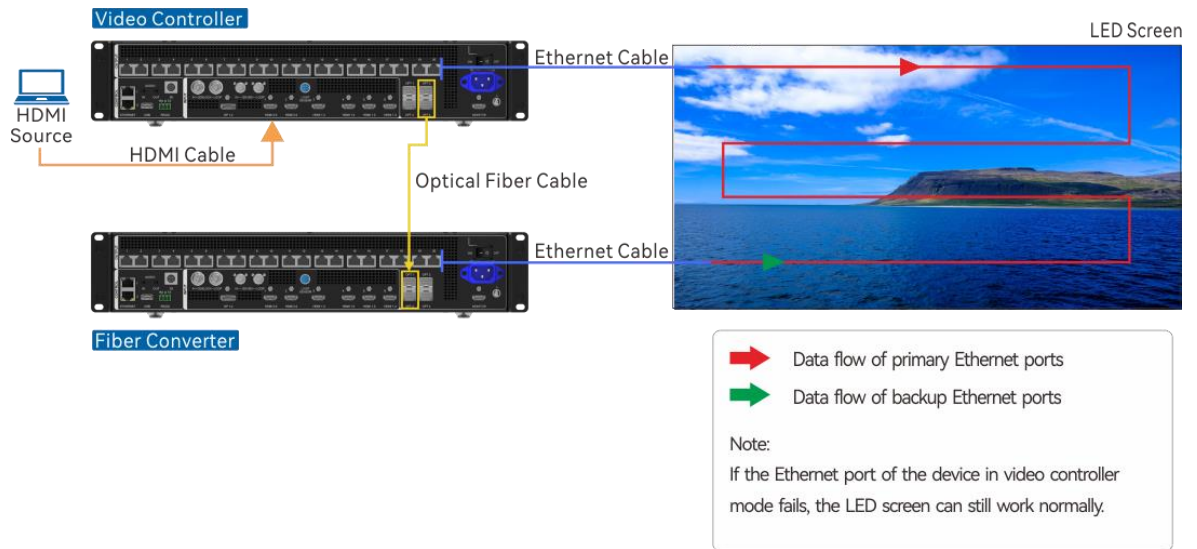 Video Controller
LED Screen
Ethernet Cable
HDMI
Source
HDMI Cable
Optical Fiber Cable
Ethernet Cable
Fiber Converter
Data flow of primary Ethernet ports
Data flow of backup Ethernet ports
Note:
If the Ethernet port of the device in video controller
mode fails, the LED screen can still work normally.